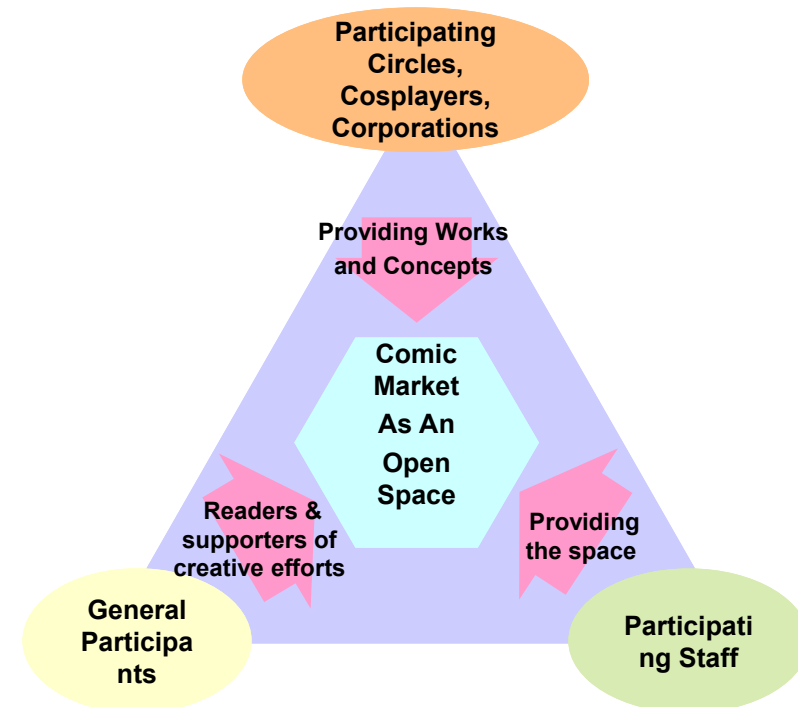 Participating
Circles,
Cosplayers,
Corporations
Providing Works
and Concepts
Comic
Market
As An
Open
Space
Readers &
supporters of
creative efforts
Providing
the space
General
Participa
nts
Participati
ng Staff